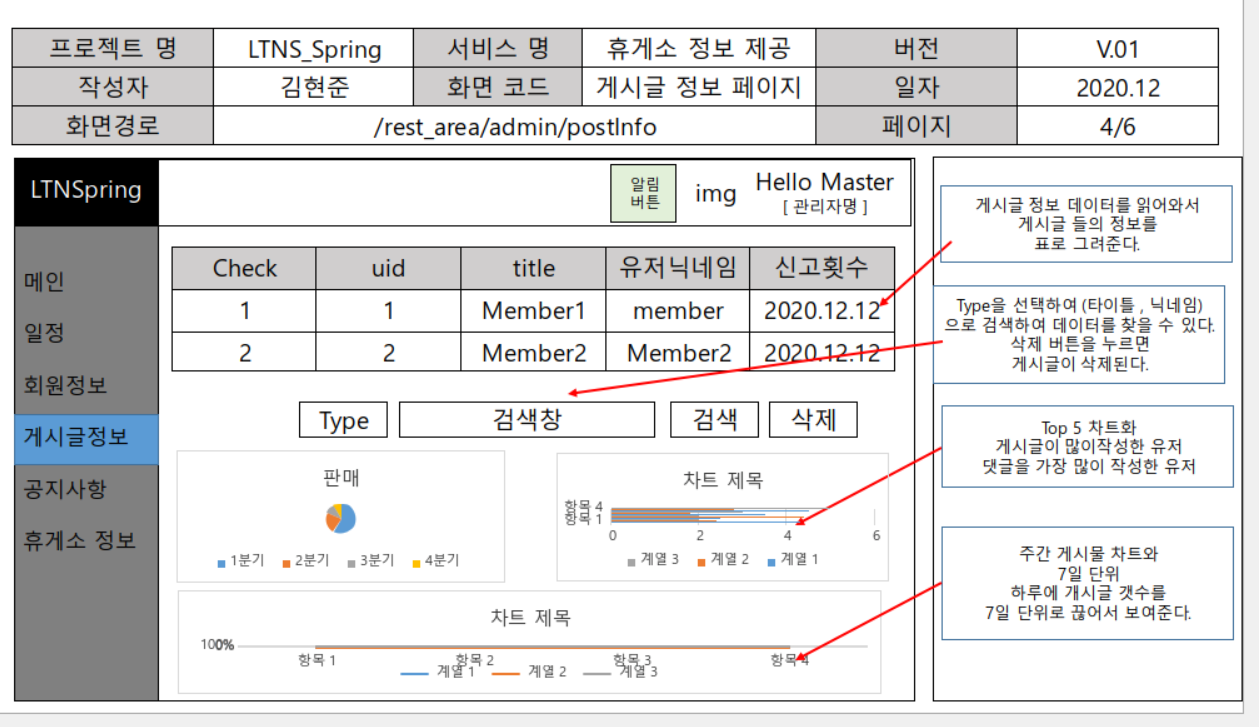 프로젝트 명 LTNS_Spring 서비스 명 휴게소 정보 제공 버전 V.01
작성자 김현준 화면 코드 게시글 정보 페이지 일자 2020.12
화면경로 /rest_area/admin/postInfo 페이지 4/6
LTNSpring
알림
버튼
img
Hello Master
[ 관리자명 ]
메인
일정
회원정보
게시글정보
공지사항
휴게소 정보
Check uid title 유저닉네임 신고횟수
1 1 Member1 member 2020.12.12
2 2 Member2 Member2 2020.12.12
Type 검색창 검색 삭제
판매
1분기 2분기 3분기 4분기
차트 제목
항목 4
항목 1
0 2 4 6
계열 3 계열 2 계열 1
차트 제목
100%
항목 1 항목 2 항목 3 항목 4
계열 1 계열 2 계열 3
게시글 정보 데이터를 읽어와서
게시글 들의 정보를
표로 그려준다.
Type을 선택하여 (타이틀 , 닉네임)
으로 검색하여 데이터를 찾을 수 있다.
삭제 버튼을 누르면
게시글이 삭제된다.
Top 5 차트화
게시글이 많이작성한 유저
댓글을 가장 많이 작성한 유저
주간 게시물 차트와
7일 단위
하루에 개시글 갯수를
7일 단위로 끊어서 보여준다.